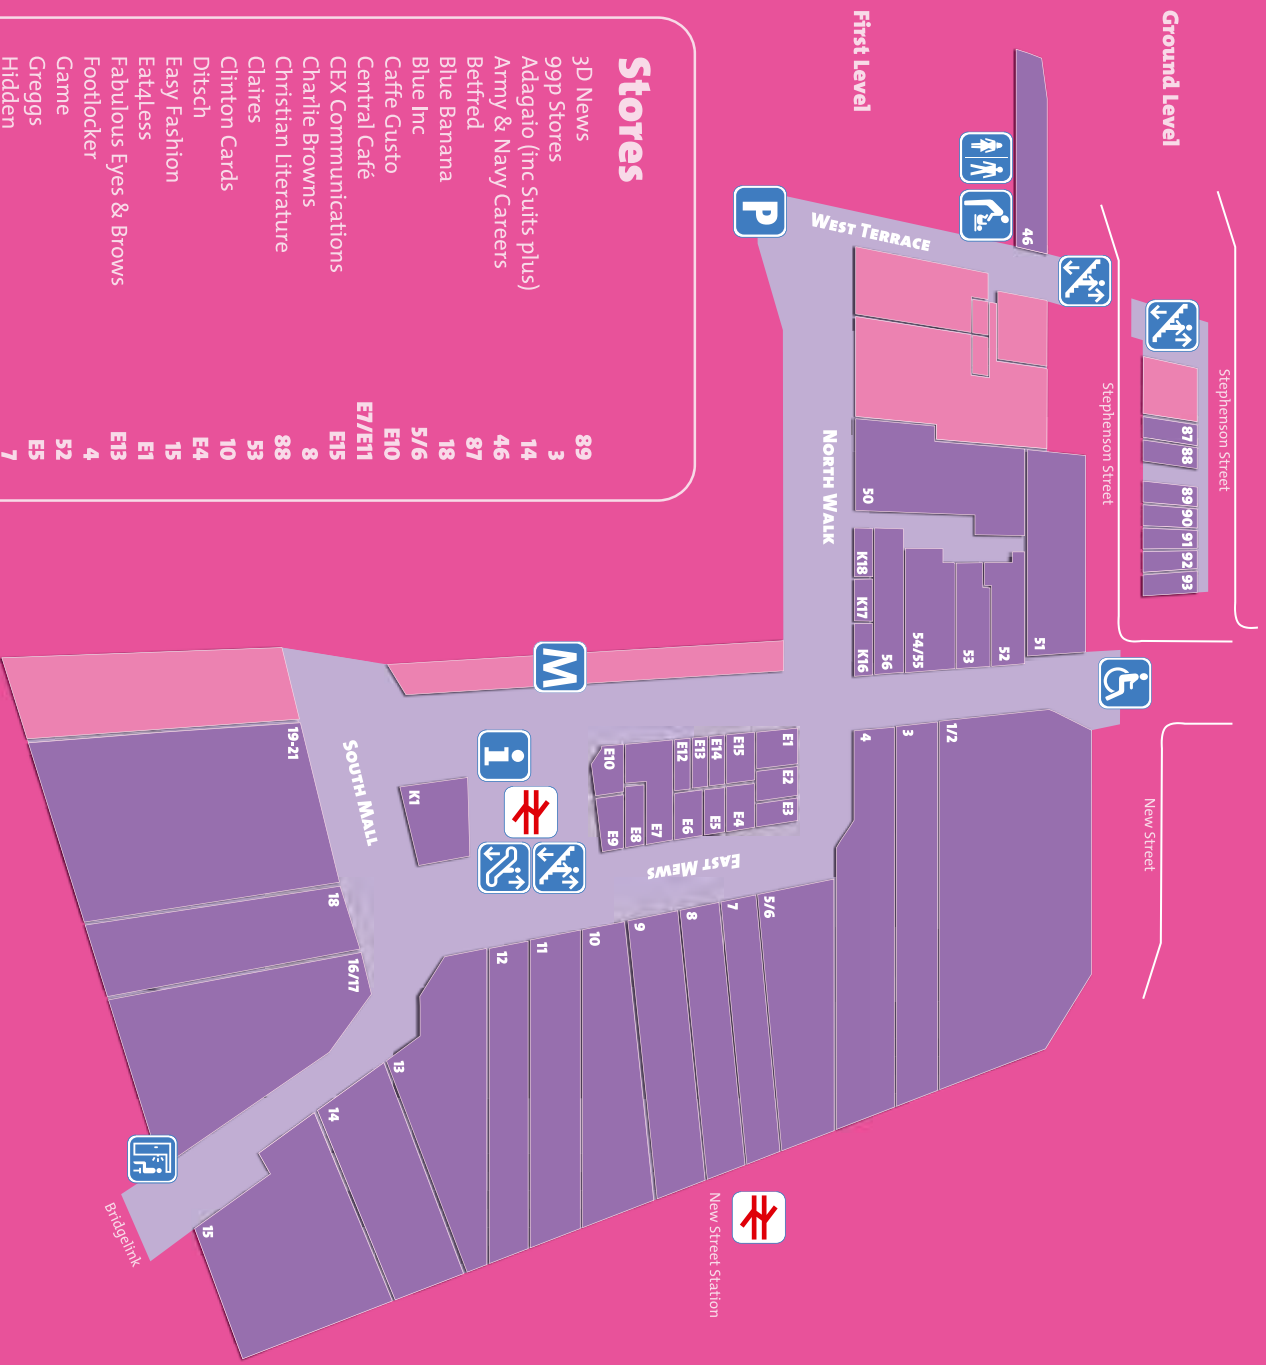 Ground Level
Stephenson Street
Stephenson Street
87
88
89
90
91
92
93
First Level
46
WEST TERRACE
P
NORTH WALK
50
51
52
53
54/55
56
K18
K17
K16
New Street
1/2
3
4
M
i
E1
E2
E3
E15
E14
E13
E12
E10
E4
E5
E6
E7
E8
E9
EAST MEWS
K1
SOUTH MALL
19-21
18
16/17
5/6
7
8
9
10
11
12
13
14
15
New Street Station
Bridgelink
Stores
3D News 89
99p Stores 3
Adagaio (inc Suits plus) 14
Army & Navy Careers 46
Betfred 87
Blue Banana 18
Blue Inc 5/6
Caffe Gusto E10
Central Café E7/E11
CEX Communications E15
Charlie Browns 8
Christian Literature 88
Claires 53
Clinton Cards 10
Ditsch E4
Easy Fashion 15
Eat4Less E1
Fabulous Eyes & Brows E13
Footlocker 4
Game 52
Greggs E5
Hidden 7